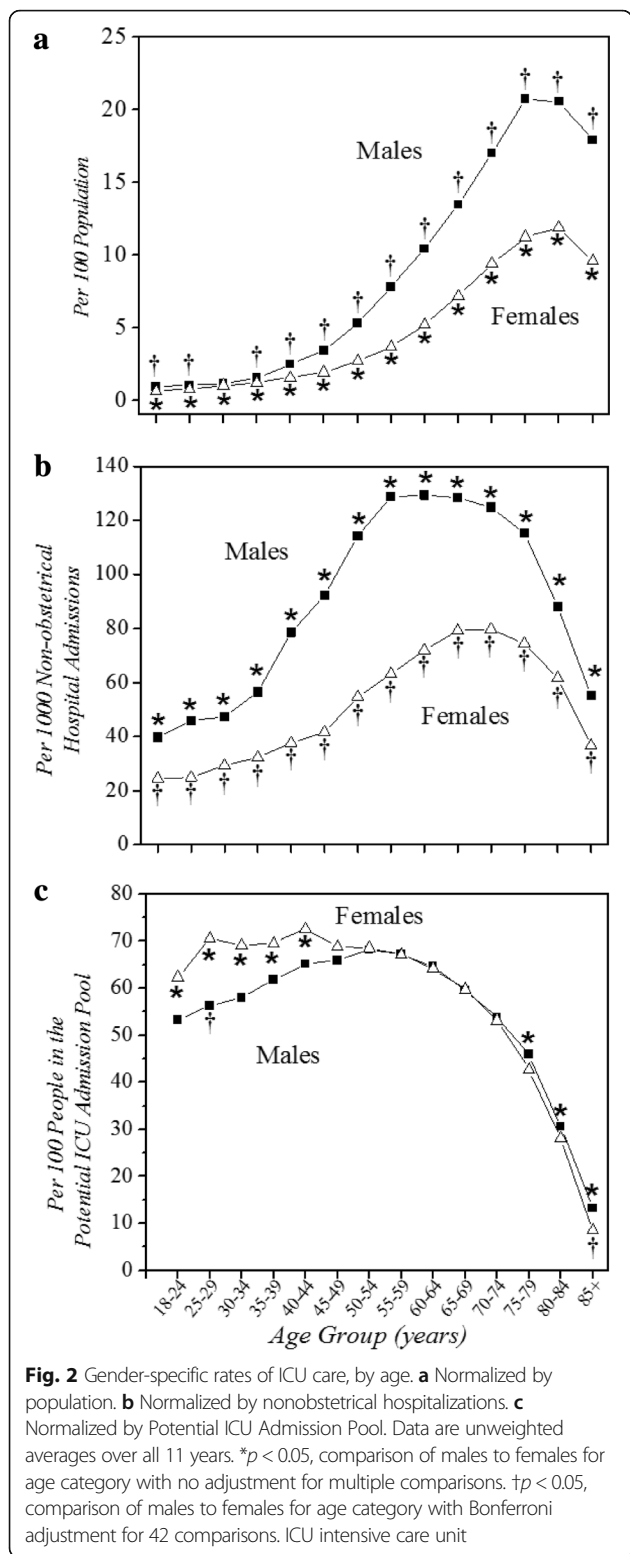 a
25
20
15
10
5
0
Per 100 Population
Males
Females
† † † † † † † † † † † † †
* * * * * * * * * * * * * *
b
140
120
100
80
60
40
20
0
Per 1000 Non-obstetrical
Hospital Admissions
Males
Females
* * * * * * * * * * * * * *
† † † † † † † † † † † † † †
c
80
70
60
50
40
30
20
10
0
Per 100 People in the
Potential ICU Admission Pool
Females
Males
* * * * * * * *
† †
18-24 25-29 30-34 35-39 40-44 45-49 50-54 55-59 60-64 65-69 70-74 75-79 80-84 85+
Age Group (years)
Fig. 2 Gender-specific rates of ICU care, by age. a Normalized by
population. b Normalized by nonobstetrical hospitalizations. c
Normalized by Potential ICU Admission Pool. Data are unweighted
averages over all 11 years. *p < 0.05, comparison of males to females for
age category with no adjustment for multiple comparisons. †p < 0.05,
comparison of males to females for age category with Bonferroni
adjustment for 42 comparisons. ICU intensive care unit